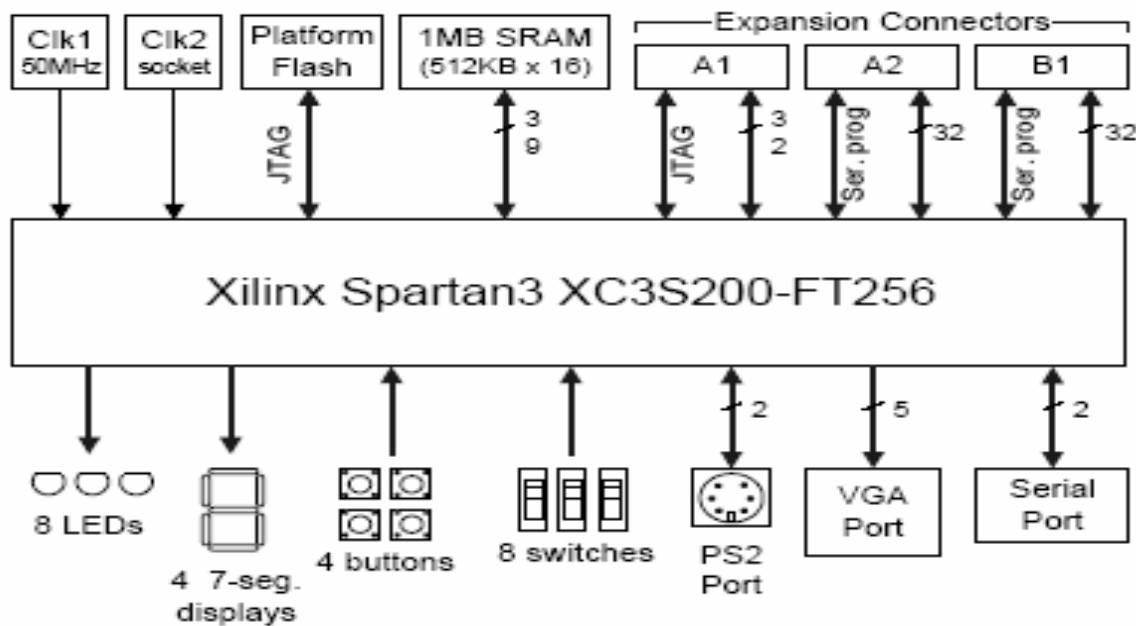 Expansion Connectors
Clk1
50MHz
Clk2
socket
Platform
Flash
1MB SRAM
(512KB x 16)
A1
A2
B1
JTAG
3
9
JTAG
3
2
Ser. prog
32
Ser. prog
32
Xilinx Spartan3 XC3S200-FT256
2
5
2
8 LEDs
4 7-seg.
displays
4 buttons
8 switches
PS2
Port
VGA
Port
Serial
Port